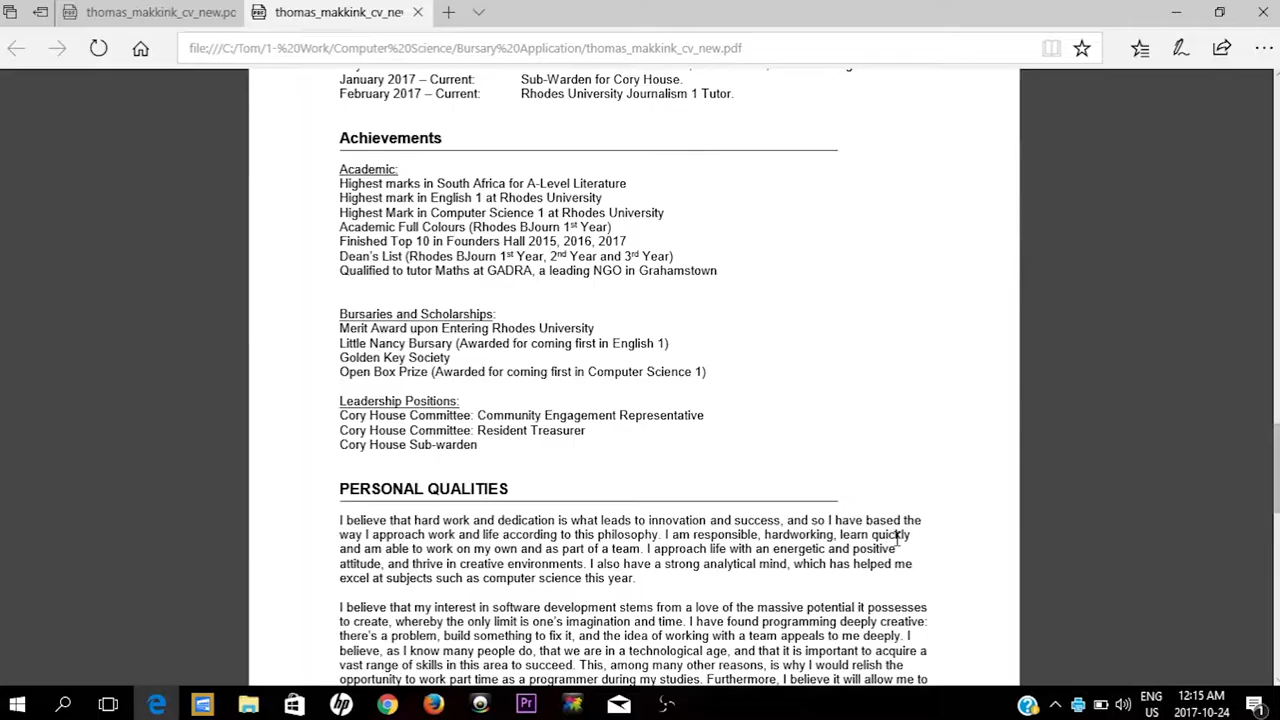 thomas_makkink_cv_new.po
thomas_makkink_cv_nev
file:///C:/Tom/1-%20Work/Computer%20Science/Bursary%20Application/thomas_makkink_cv_new.pdf
January 2017 – Current: Sub-Warden for Cory House.
February 2017 – Current: Rhodes University Journalism 1 Tutor.
Achievements
Academic:
Highest marks in South Africa for A-Level Literature
Highest mark in English 1 at Rhodes University
Highest Mark in Computer Science 1 at Rhodes University
Academic Full Colours (Rhodes BJourn 1st Year)
Finished Top 10 in Founders Hall 2015, 2016, 2017
Dean's List (Rhodes BJourn 1st Year, 2nd Year and 3rd Year)
Qualified to tutor Maths at GADRA, a leading NGO in Grahamstown
Bursaries and Scholarships:
Merit Award upon Entering Rhodes University
Little Nancy Bursary (Awarded for coming first in English 1)
Golden Key Society
Open Box Prize (Awarded for coming first in Computer Science 1)
Leadership Positions:
Cory House Committee: Community Engagement Representative
Cory House Committee: Resident Treasurer
Cory House Sub-warden
PERSONAL QUALITIES
I believe that hard work and dedication is what leads to innovation and success, and so I have based the
way I approach work and life according to this philosophy. I am responsible, hardworking, learn quickly
and am able to work on my own and as part of a team. I approach life with an energetic and positive
attitude, and thrive in creative environments. I also have a strong analytical mind, which has helped me
excel at subjects such as computer science this year.
I believe that my interest in software development stems from a love of the massive potential it possesses
to create, whereby the only limit is one's imagination and time. I have found programming deeply creative:
there's a problem, build something to fix it, and the idea of working with a team appeals to me deeply. I
believe, as I know many people do, that we are in a technological age, and that it is important to acquire a
vast range of skills in this area to succeed. This, among many other reasons, is why I would relish the
opportunity to work part time as a programmer during my studies. Furthermore, I believe it will allow me to
hp
Pr
ENG
US
12:15 AM
2017-10-24
1